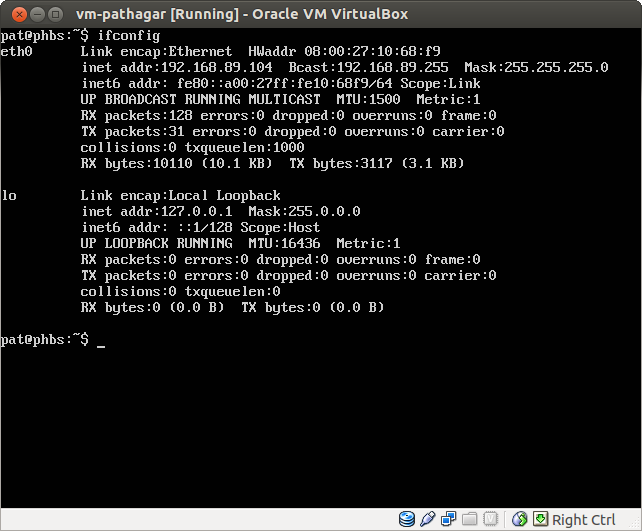 vm-pathagar [Running] - Oracle VM VirtualBox
pat@phbs:~$ ifconfig
eth0      Link encap:Ethernet  HWaddr 08:00:27:10:68:f9
          inet addr:192.168.89.104  Bcast:192.168.89.255  Mask:255.255.255.0
          inet6 addr: fe80::a00:27ff:fe10:68f9/64 Scope:Link
          UP BROADCAST RUNNING MULTICAST  MTU:1500  Metric:1
          RX packets:128 errors:0 dropped:0 overruns:0 frame:0
          TX packets:31 errors:0 dropped:0 overruns:0 carrier:0
          collisions:0 txqueuelen:1000
          RX bytes:10110 (10.1 KB)  TX bytes:3117 (3.1 KB)
lo        Link encap:Local Loopback
          inet addr:127.0.0.1  Mask:255.0.0.0
          inet6 addr: ::1/128 Scope:Host
          UP LOOPBACK RUNNING  MTU:16436  Metric:1
          RX packets:0 errors:0 dropped:0 overruns:0 frame:0
          TX packets:0 errors:0 dropped:0 overruns:0 carrier:0
          collisions:0 txqueuelen:0
          RX bytes:0 (0.0 B)  TX bytes:0 (0.0 B)
pat@phbs:~$ _
Right Ctrl